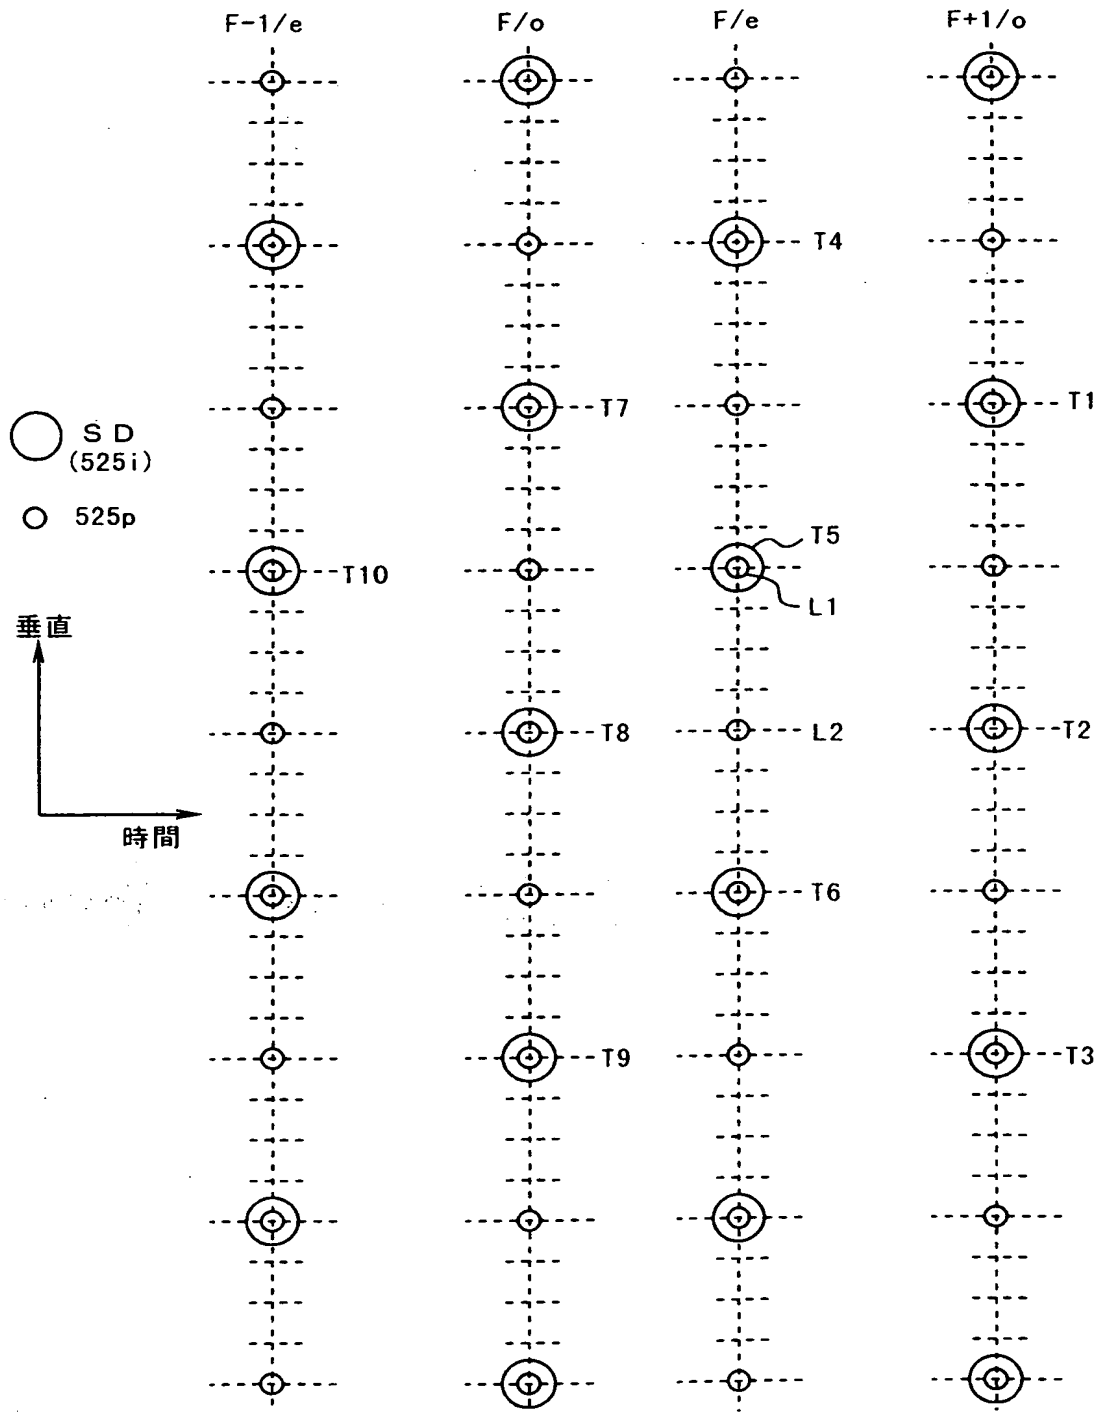 F-1/e
F/o
F/e
F+1/o
T4
T7
T1
SD
(525i)
525p
T5
T10
L1
垂直
T8
L2
T2
時間
T6
T9
T3